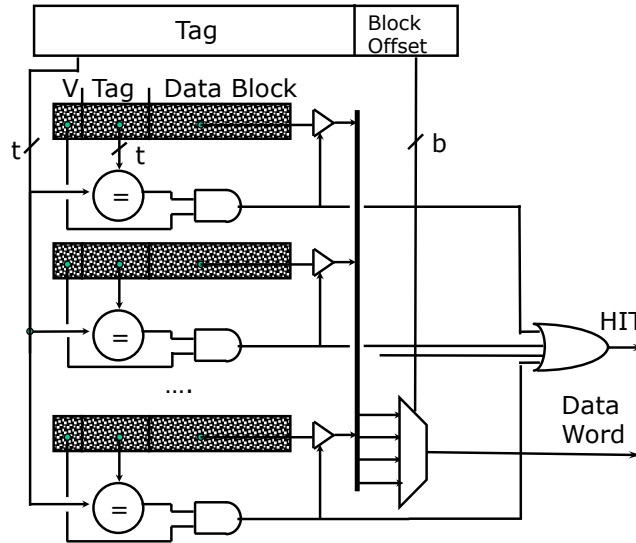 Tag
Block
Offset
V Tag Data Block
t
t
b
=
=
HIT
....
Data
Word
=